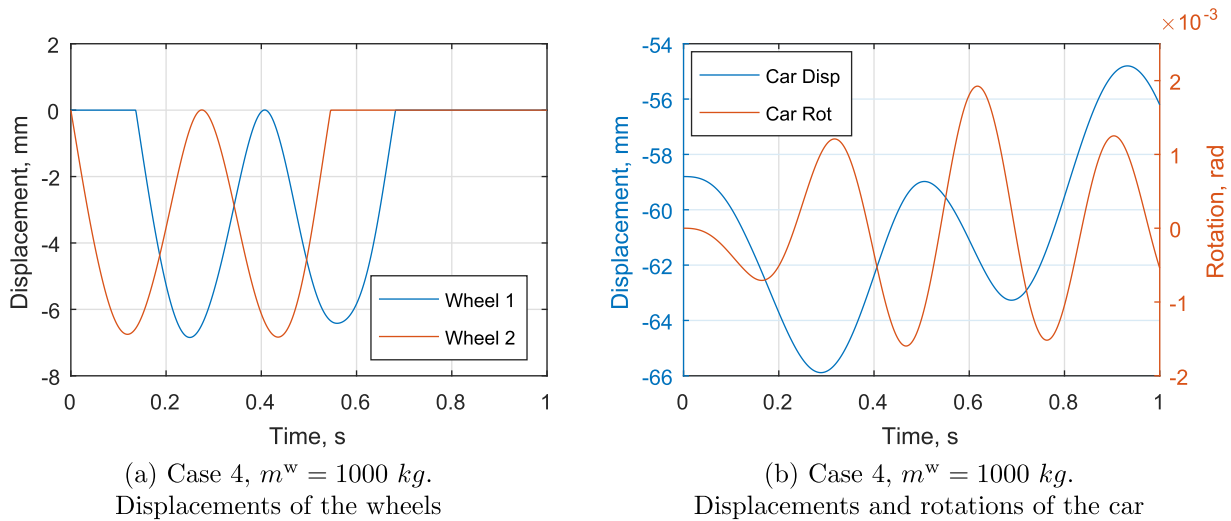 ×10⁻³
2
0
-2
-4
-6
-8
Displacement, mm
0
0.2
0.4
0.6
0.8
1
Time, s
Wheel 1
Wheel 2
-54
-56
-58
-60
-62
-64
-66
Displacement, mm
0
0.2
0.4
0.6
0.8
1
Time, s
Car Disp
Car Rot
2
1
0
-1
-2
Rotation, rad
(a) Case 4, mʷ = 1000 kg.
Displacements of the wheels
(b) Case 4, mʷ = 1000 kg.
Displacements and rotations of the car